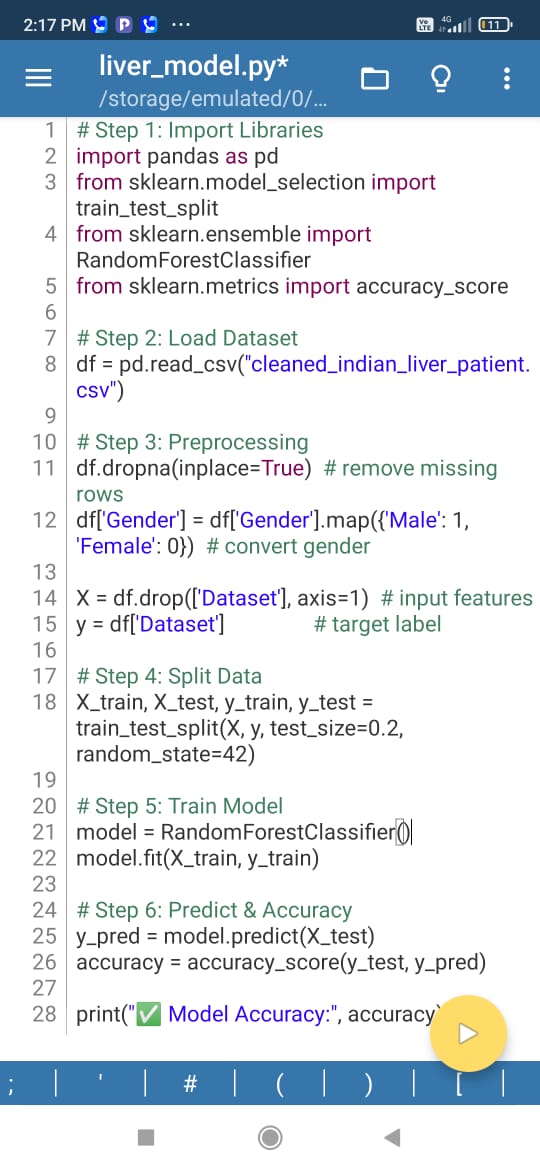 2:17 PM P ... Vo LTE 4G 11
liver_model.py*
/storage/emulated/0/...
1 # Step 1: Import Libraries
2 import pandas as pd
3 from sklearn.model_selection import
train_test_split
4 from sklearn.ensemble import
RandomForestClassifier
5 from sklearn.metrics import accuracy_score
6
7 # Step 2: Load Dataset
8 df = pd.read_csv("cleaned_indian_liver_patient.
csv")
9
10 # Step 3: Preprocessing
11 df.dropna(inplace=True) # remove missing
rows
12 df['Gender'] = df['Gender'].map({'Male': 1,
'Female': 0}) # convert gender
13
14 X = df.drop(['Dataset'], axis=1) # input features
15 y = df['Dataset'] # target label
16
17 # Step 4: Split Data
18 X_train, X_test, y_train, y_test =
train_test_split(X, y, test_size=0.2,
random_state=42)
19
20 # Step 5: Train Model
21 model = RandomForestClassifier()
22 model.fit(X_train, y_train)
23
24 # Step 6: Predict & Accuracy
25 y_pred = model.predict(X_test)
26 accuracy = accuracy_score(y_test, y_pred)
27
28 print("✅ Model Accuracy:", accuracy)
; | ' | # | ( | ) | [ |